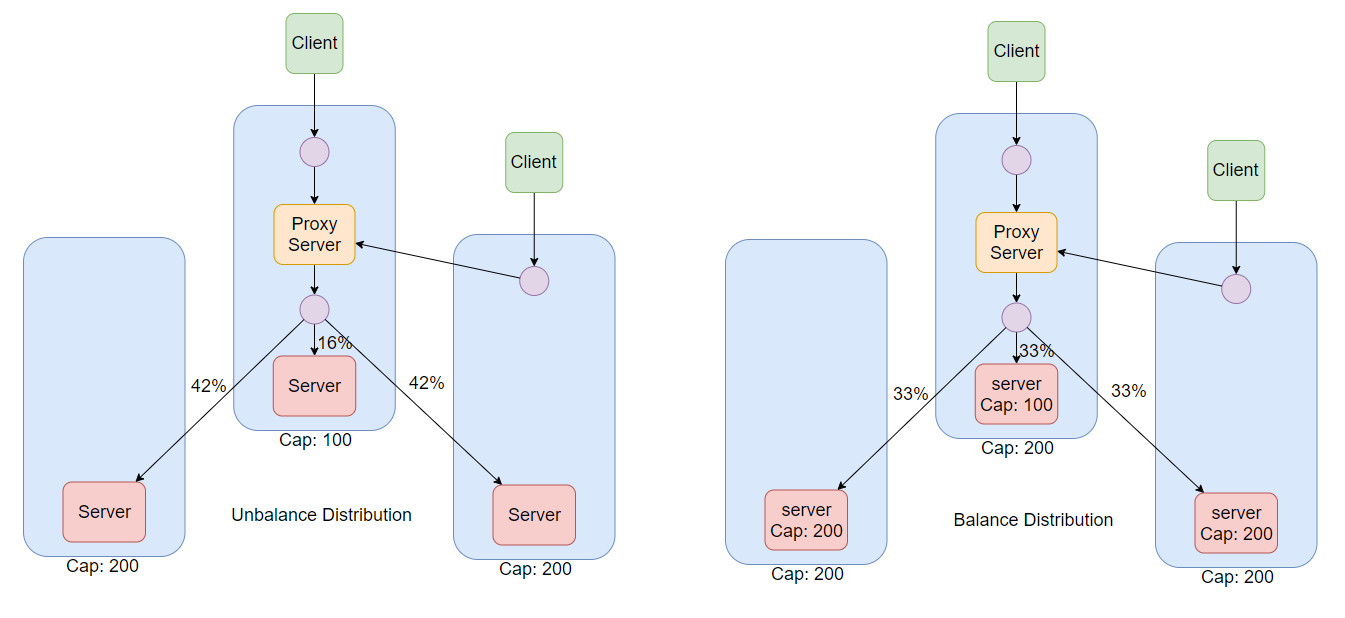 Client
Client
Proxy
Server
16%
42%
42%
Server
Cap: 100
Server
Server
Unbalance Distribution
Cap: 200
Cap: 200
Client
Client
Proxy
Server
33%
33%
33%
server
Cap: 100
Cap: 200
server
Cap: 200
server
Cap: 200
Balance Distribution
Cap: 200
Cap: 200